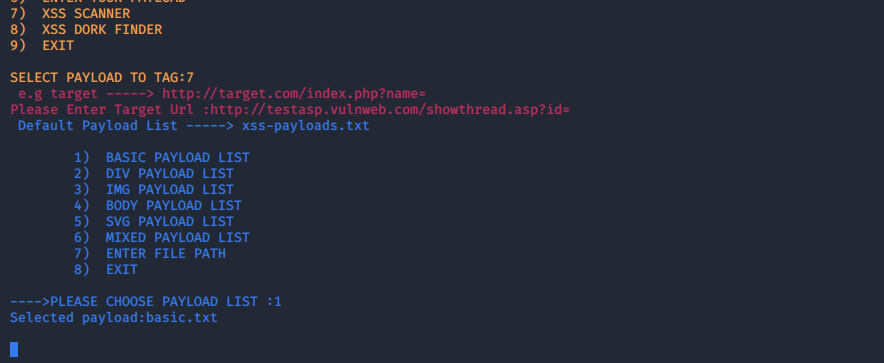 7) XSS SCANNER
8) XSS DORK FINDER
9) EXIT
SELECT PAYLOAD TO TAG:7
e.g target -----> http://target.com/index.php?name=
Please Enter Target Url :http://testasp.vulnweb.com/showthread.asp?id=
Default Payload List -----> xss-payloads.txt
1) BASIC PAYLOAD LIST
2) DIV PAYLOAD LIST
3) IMG PAYLOAD LIST
4) BODY PAYLOAD LIST
5) SVG PAYLOAD LIST
6) MIXED PAYLOAD LIST
7) ENTER FILE PATH
8) EXIT
---->PLEASE CHOOSE PAYLOAD LIST :1
Selected payload:basic.txt